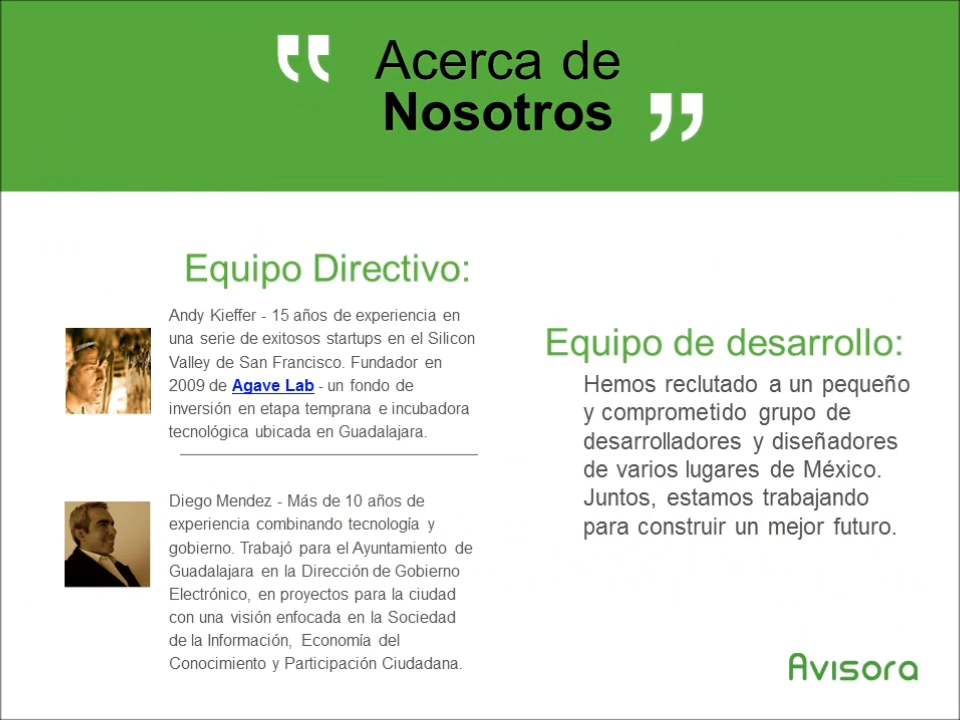 “ Acerca de
Nosotros ”
Equipo Directivo:
Andy Kieffer - 15 años de experiencia en
una serie de exitosos startups en el Silicon
Valley de San Francisco. Fundador en
2009 de Agave Lab - un fondo de
inversión en etapa temprana e incubadora
tecnológica ubicada en Guadalajara.
Diego Mendez - Más de 10 años de
experiencia combinando tecnología y
gobierno. Trabajó para el Ayuntamiento de
Guadalajara en la Dirección de Gobierno
Electrónico, en proyectos para la ciudad
con una visión enfocada en la Sociedad
de la Información, Economía del
Conocimiento y Participación Ciudadana.
Equipo de desarrollo:
Hemos reclutado a un pequeño
y comprometido grupo de
desarrolladores y diseñadores
de varios lugares de México.
Juntos, estamos trabajando
para construir un mejor futuro.
Avisora